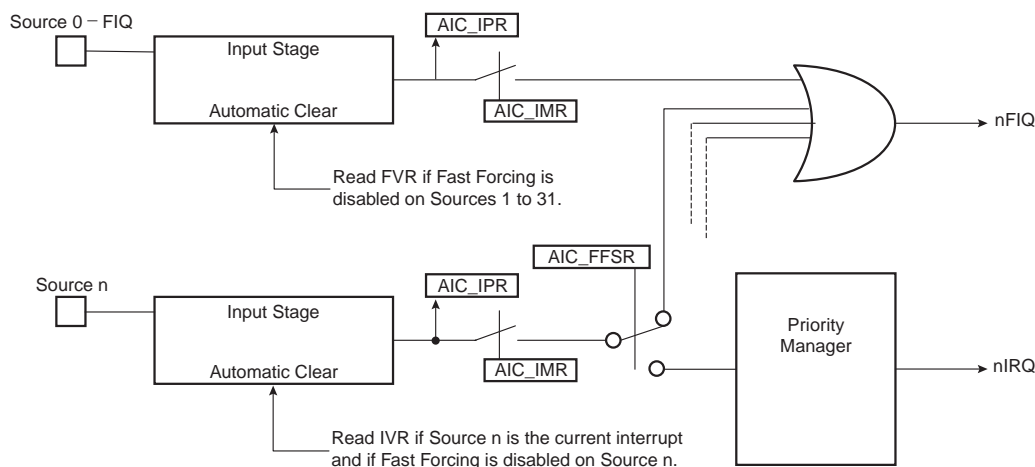 Source 0 – FIQ
Input Stage
Automatic Clear
AIC_IPR
AIC_IMR
nFIQ
Read FVR if Fast Forcing is
disabled on Sources 1 to 31.
AIC_FFSR
Source n
Input Stage
Automatic Clear
AIC_IPR
AIC_IMR
Priority
Manager
nIRQ
Read IVR if Source n is the current interrupt
and if Fast Forcing is disabled on Source n.